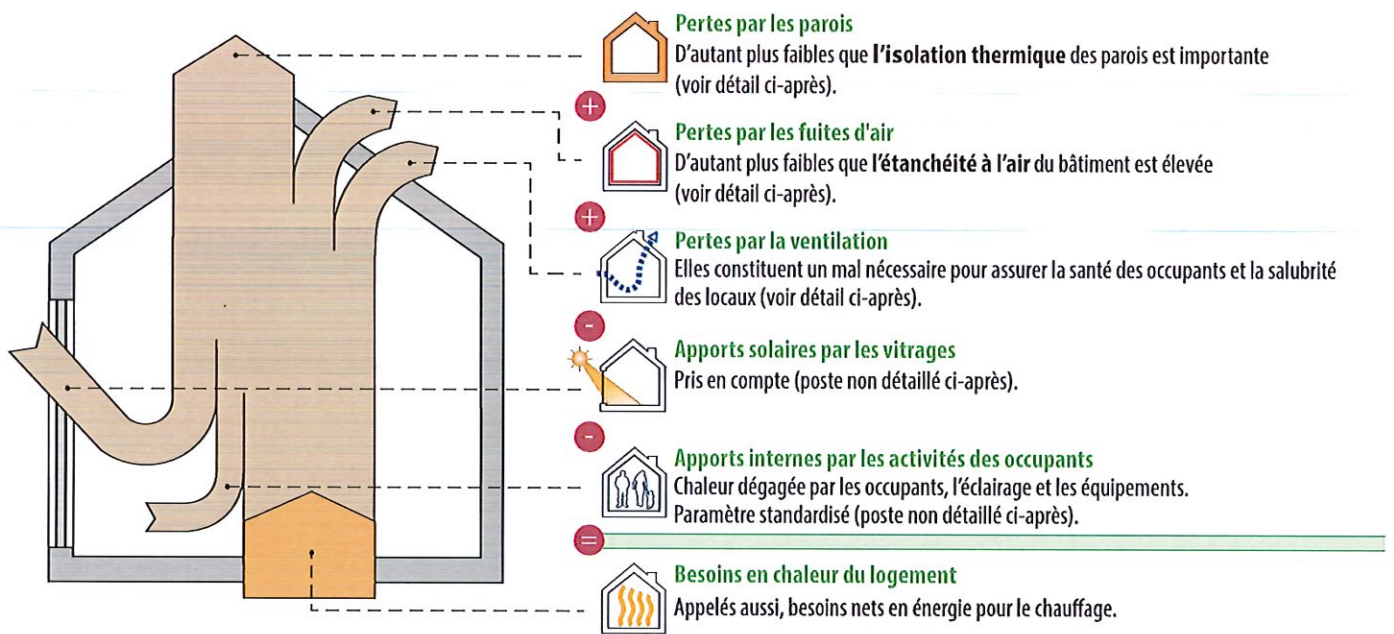 Pertes par les parois
D'autant plus faibles que l'isolation thermique des parois est importante
(voir détail ci-après).
+
Pertes par les fuites d'air
D'autant plus faibles que l'étanchéité à l'air du bâtiment est élevée
(voir détail ci-après).
+
Pertes par la ventilation
Elles constituent un mal nécessaire pour assurer la santé des occupants et la salubrité
des locaux (voir détail ci-après).
-
Apports solaires par les vitrages
Pris en compte (poste non détaillé ci-après).
-
Apports internes par les activités des occupants
Chaleur dégagée par les occupants, l'éclairage et les équipements.
Paramètre standardisé (poste non détaillé ci-après).
=
Besoins en chaleur du logement
Appelés aussi, besoins nets en énergie pour le chauffage.